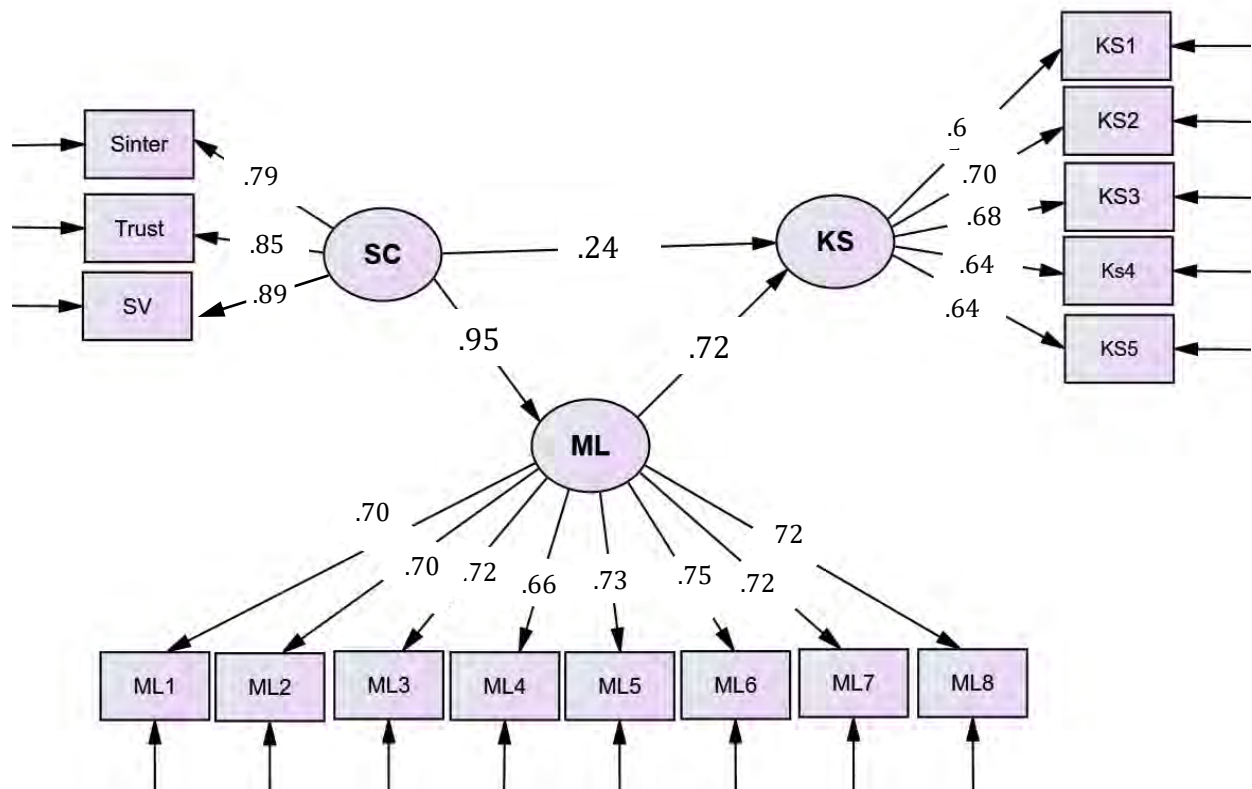 KS1
Sinter
.6
KS2
.79
.70
KS3
Trust
.85
SC
.24
KS
.68
.64
Ks4
SV
.89
.64
KS5
.95
.72
ML
.70
.70
.72
.66
.73
.75
.72
72
ML1
ML2
ML3
ML4
ML5
ML6
ML7
ML8